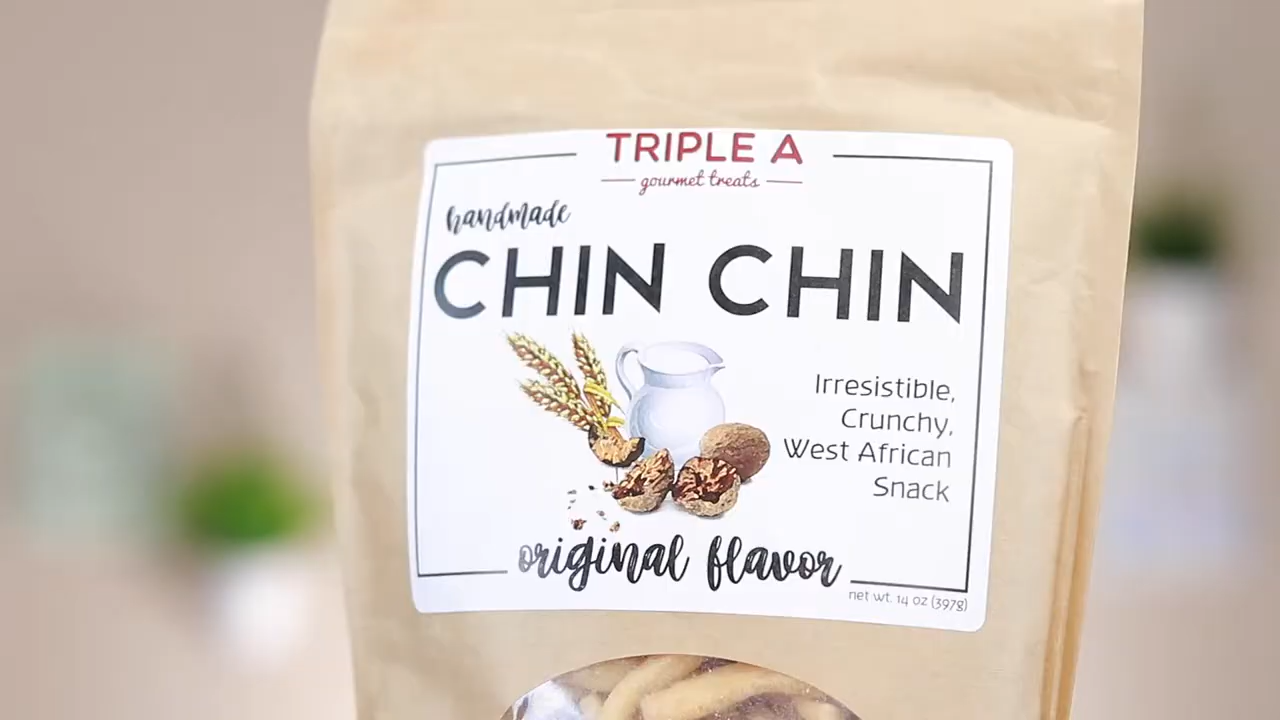 TRIPLE A
gourmet treats
handmade
CHIN CHIN
Irresistible,
Crunchy,
West African
Snack
original flavor
net wt. 14 oz (397g)